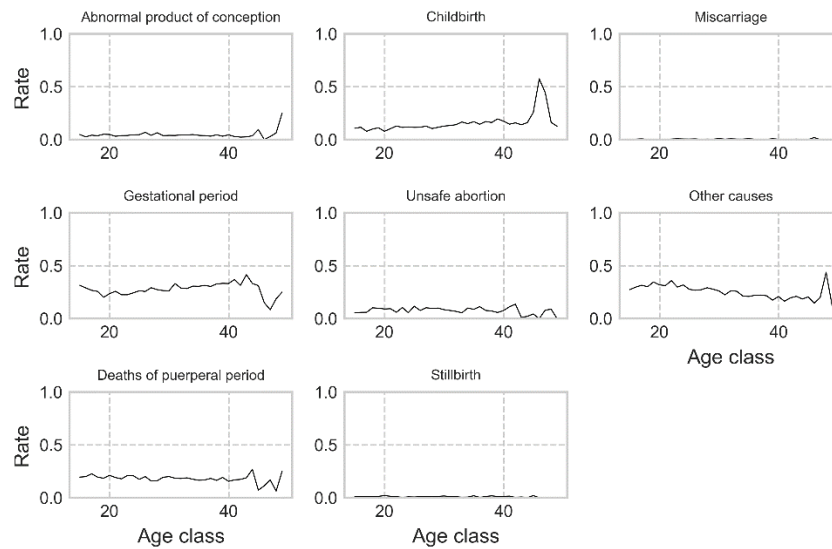 Abnormal product of conception
Childbirth
Miscarriage
Rate
1.0
0.5
0.0
20
40
1.0
0.5
0.0
20
40
1.0
0.5
0.0
20
40
Gestational period
Unsafe abortion
Other causes
Rate
1.0
0.5
0.0
20
40
1.0
0.5
0.0
20
40
1.0
0.5
0.0
20
40
Age class
Deaths of puerperal period
Stillbirth
Rate
1.0
0.5
0.0
20
40
Age class
1.0
0.5
0.0
20
40
Age class